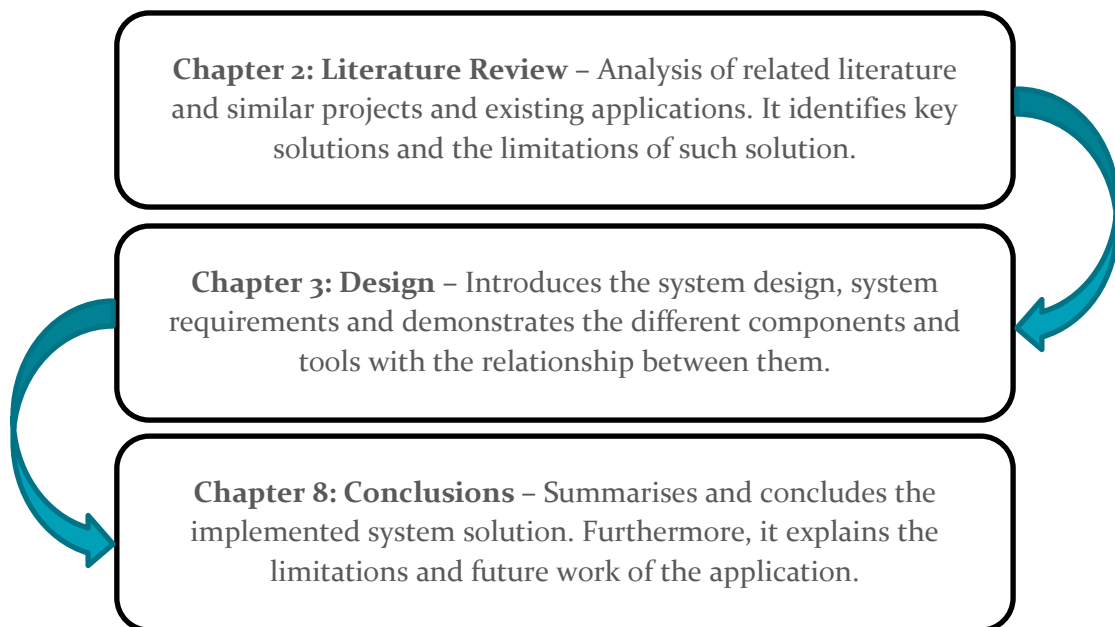 Chapter 2: Literature Review – Analysis of related literature
and similar projects and existing applications. It identifies key
solutions and the limitations of such solution.
Chapter 3: Design – Introduces the system design, system
requirements and demonstrates the different components and
tools with the relationship between them.
Chapter 8: Conclusions – Summarises and concludes the
implemented system solution. Furthermore, it explains the
limitations and future work of the application.